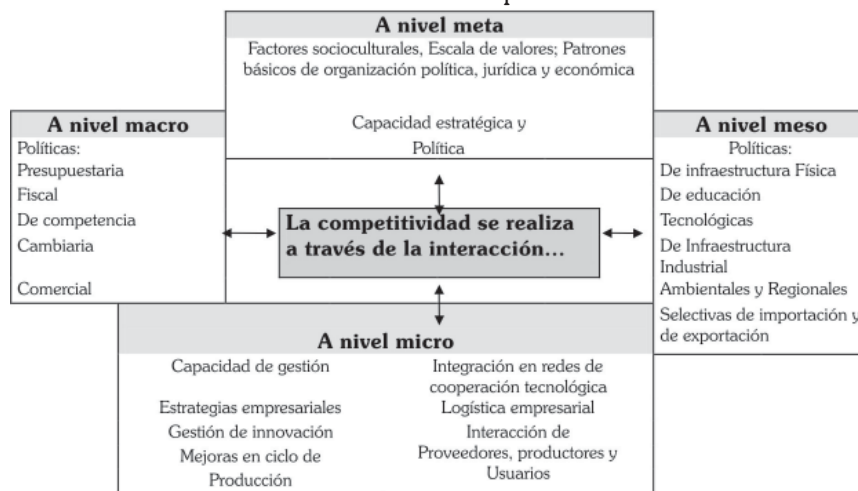 A nivel meta
Factores socioculturales, Escala de valores; Patrones
básicos de organización política, jurídica y económica
Capacidad estratégica y
Política
A nivel macro
Políticas:
Presupuestaria
Fiscal
De competencia
Cambiaria
Comercial
La competitividad se realiza
a través de la interacción...
A nivel meso
Políticas:
De infraestructura Física
De educación
Tecnológicas
De Infraestructura
Industrial
Ambientales y Regionales
Selectivas de importación y
de exportación
A nivel micro
Capacidad de gestión
Estrategias empresariales
Gestión de innovación
Mejoras en ciclo de
Producción
Integración en redes de
cooperación tecnológica
Logística empresarial
Interacción de
Proveedores, productores y
Usuarios